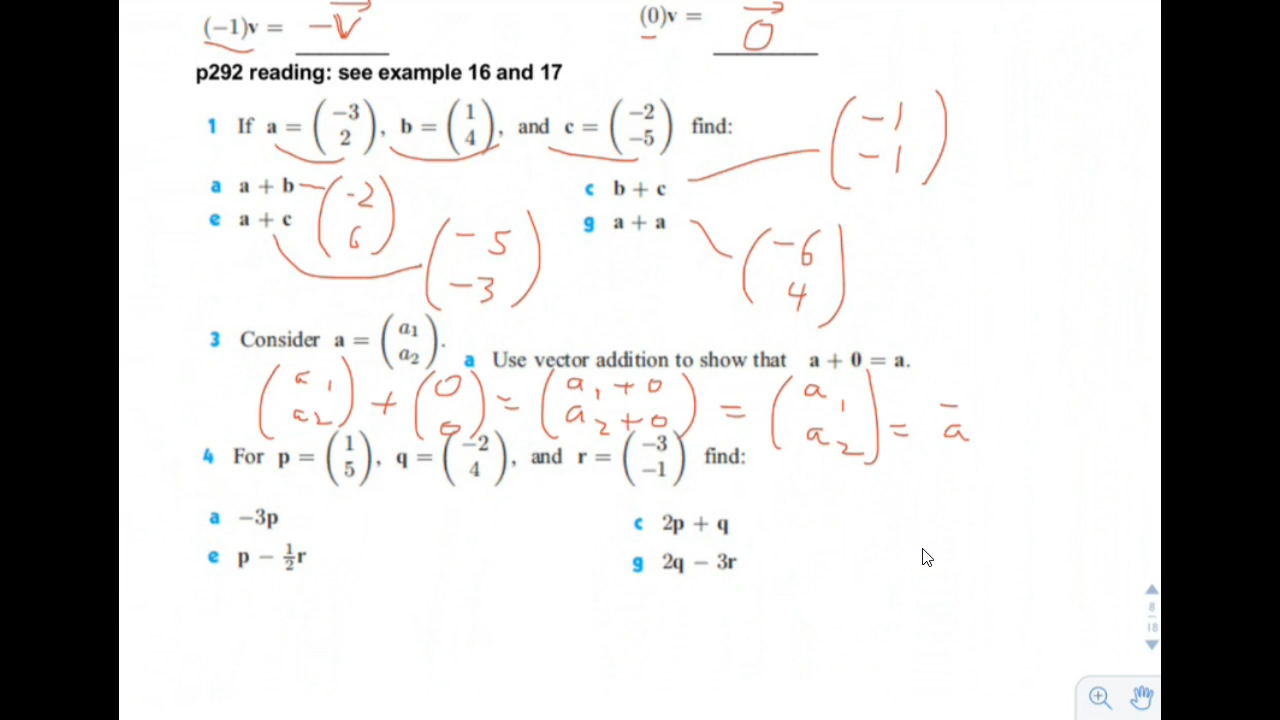 (−1)v = −v⃗ (0)v = 0⃗
p292 reading: see example 16 and 17
1 If a = (−3 2), b = (1 4), and c = (−2 −5) find: (−1 −1)
a a + b (-2 6) c b + c
e a + c (−5 −3) g a + a (−6 4)
3 Consider a = (a₁ a₂). a Use vector addition to show that a + 0 = a.
(a₁ a₂) + (0 0) = (a₁+0 a₂+0) = (a₁ a₂) = a̅
4 For p = (1 5), q = (−2 4), and r = (−3 −1) find:
a −3p c 2p + q
e p − ½r g 2q − 3r
8
18